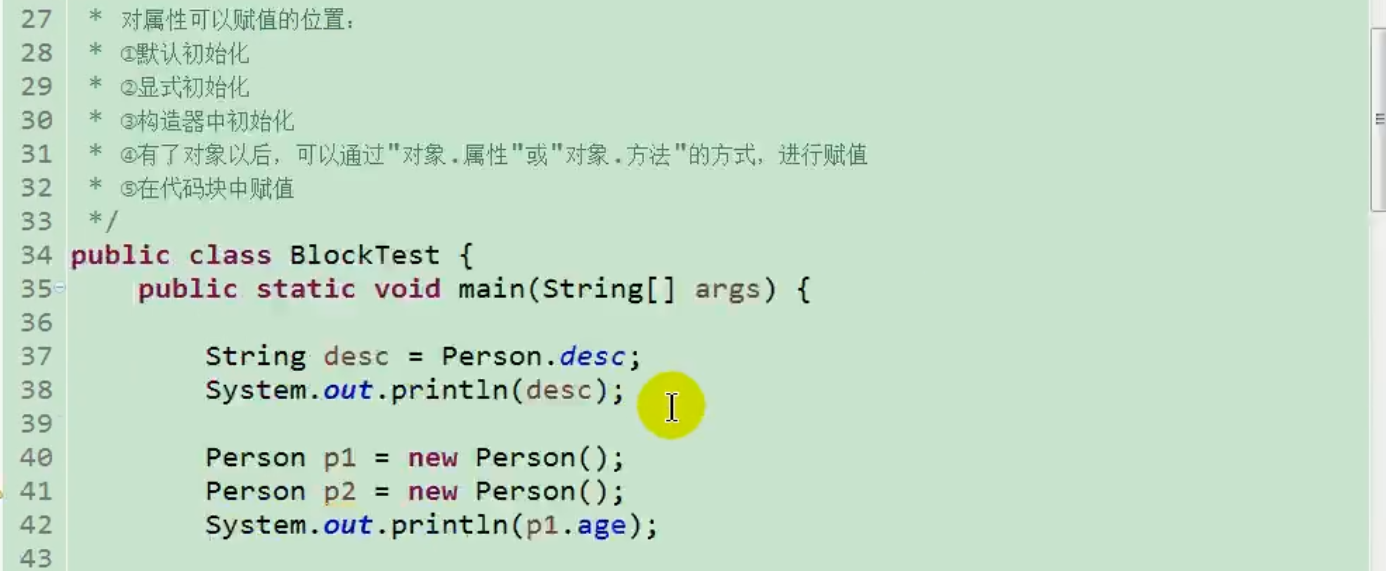 27 * 对属性可以赋值的位置:
28 * ①默认初始化
29 * ②显式初始化
30 * ③构造器中初始化
31 * ④有了对象以后，可以通过"对象.属性"或"对象.方法"的方式，进行赋值
32 * ⑤在代码块中赋值
33 */
34 public class BlockTest {
35 public static void main(String[] args) {
36
37 String desc = Person.desc;
38 System.out.println(desc);
39
40 Person p1 = new Person();
41 Person p2 = new Person();
42 System.out.println(p1.age);
43